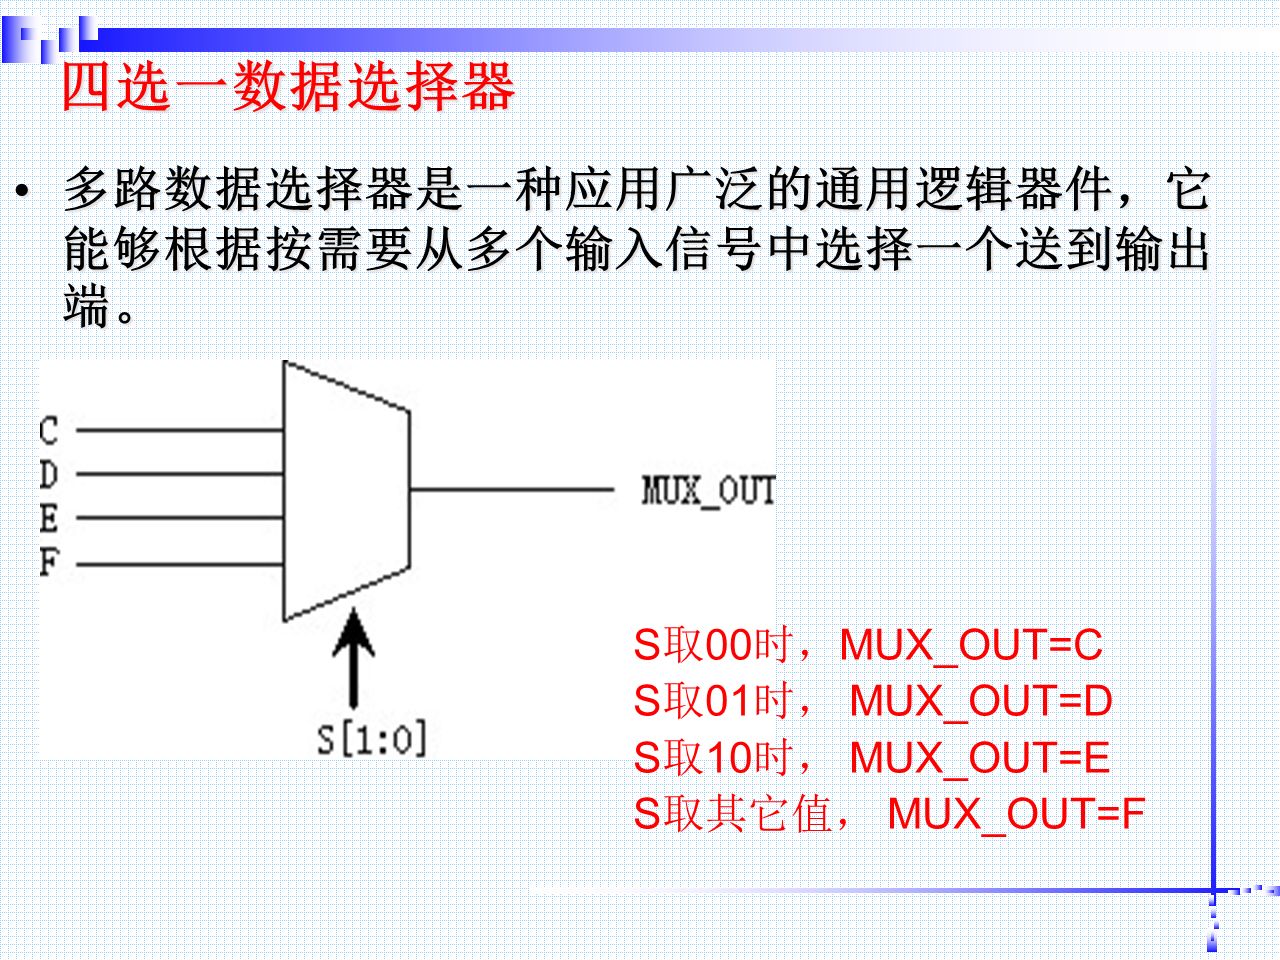 四选一数据选择器
• 多路数据选择器是一种应用广泛的通用逻辑器件，它
能够根据按需要从多个输入信号中选择一个送到输出
端。
C
D
E
F
MUX_OUT
S[1:0]
S取00时，MUX_OUT=C
S取01时， MUX_OUT=D
S取10时， MUX_OUT=E
S取其它值， MUX_OUT=F